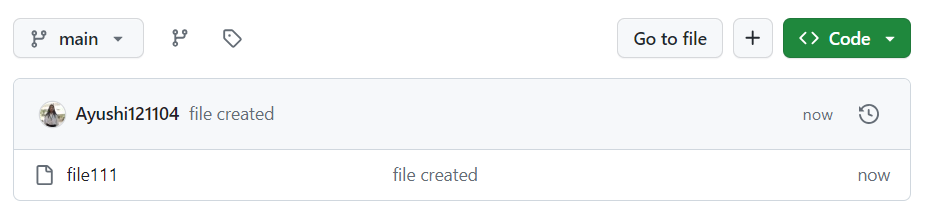 main Go to file + <> Code
Ayushi121104 file created now
file111 file created now